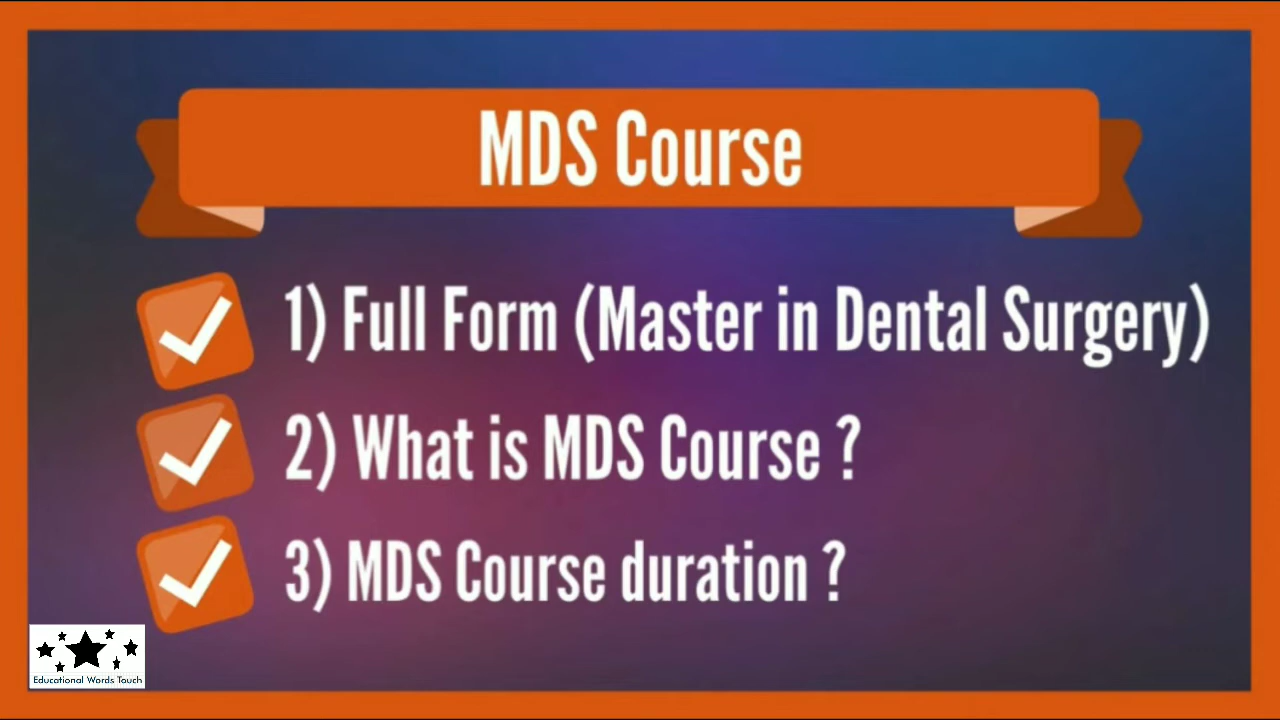 MDS Course
1) Full Form (Master in Dental Surgery)
2) What is MDS Course ?
3) MDS Course duration ?
Educational Words Touch